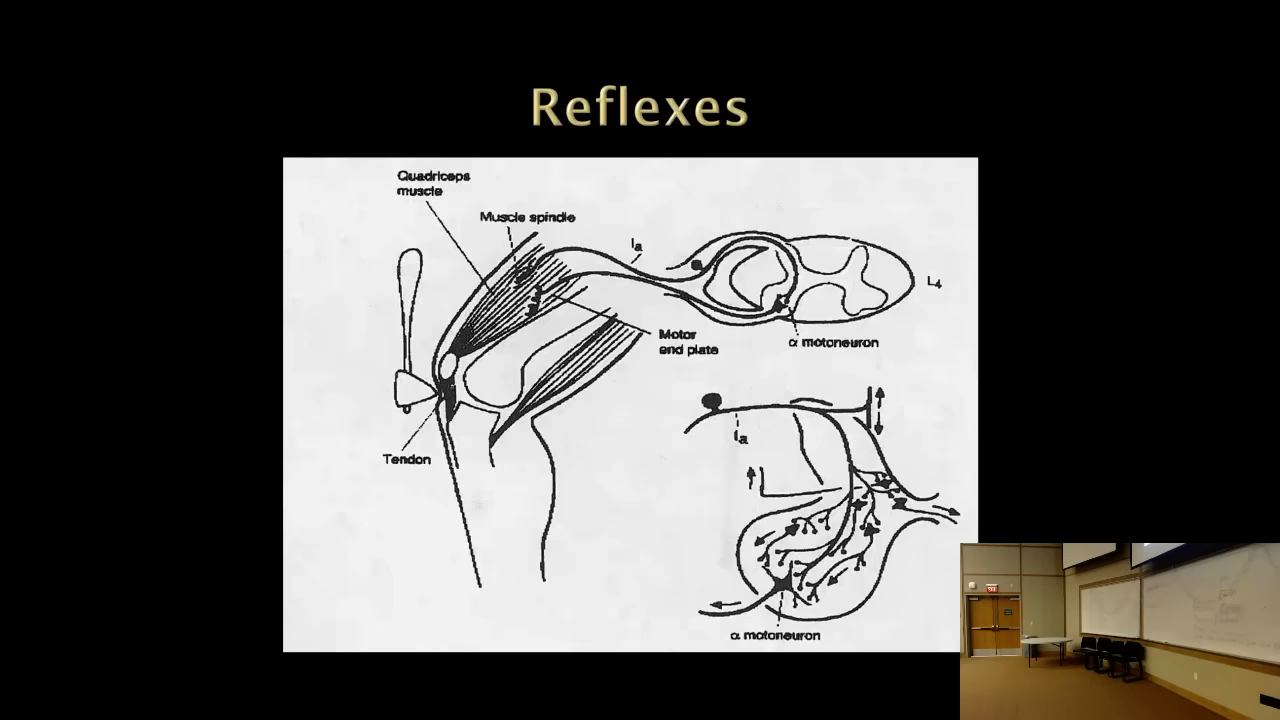 Reflexes
Quadriceps
muscle
Muscle spindle
Ia
L4
Motor
end plate
α motoneuron
Ia
Tendon
α motoneuron